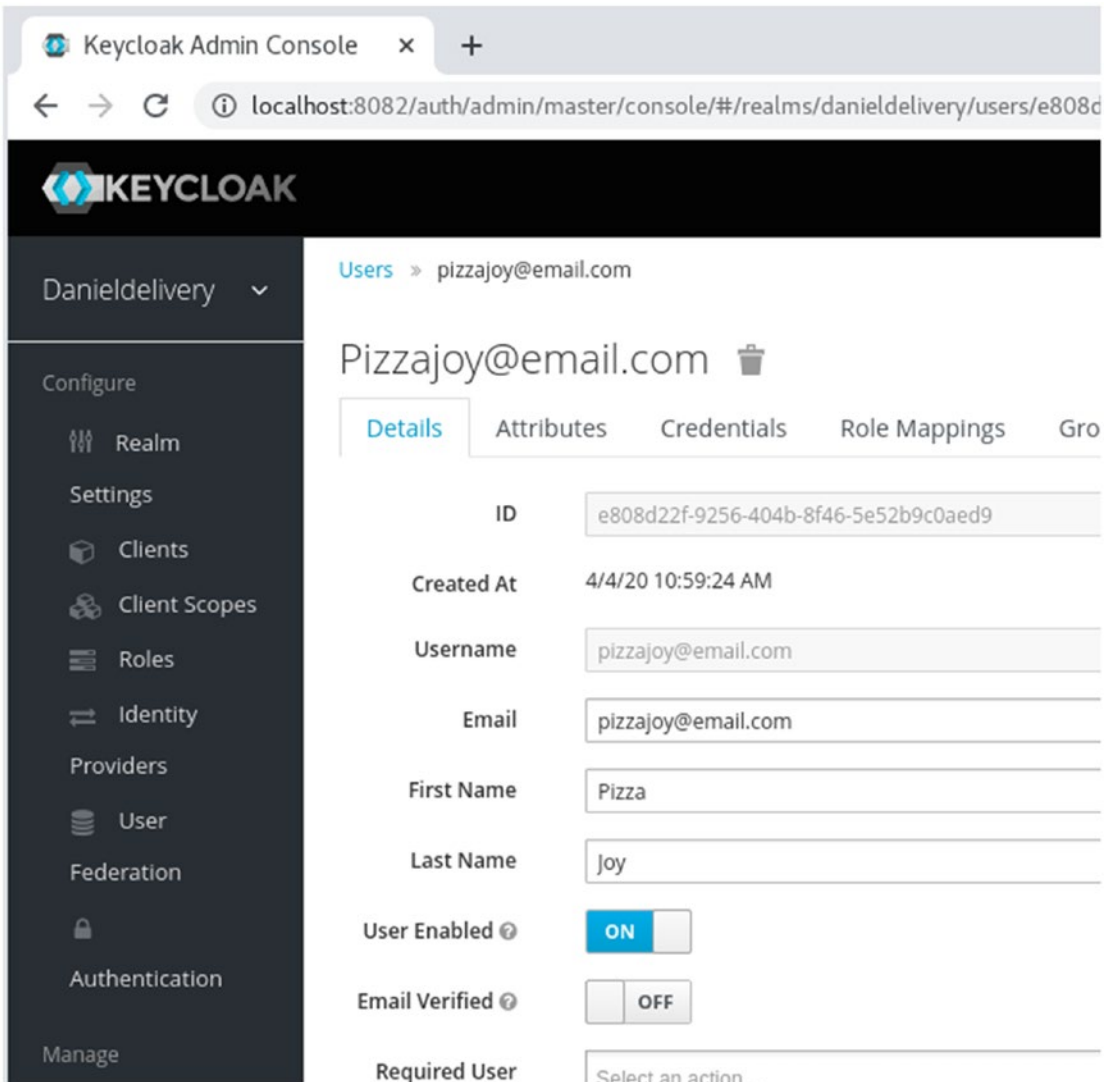 Keycloak Admin Console
localhost:8082/auth/admin/master/console/#/realms/danieldelivery/users/e808d
KEYCLOAK
Danieldelivery
Configure
Realm
Settings
Clients
Client Scopes
Roles
Identity
Providers
User
Federation
Authentication
Manage
Users » pizzajoy@email.com
Pizzajoy@email.com
Details Attributes Credentials Role Mappings Gro
ID e808d22f-9256-404b-8f46-5e52b9c0aed9
Created At 4/4/20 10:59:24 AM
Username pizzajoy@email.com
Email pizzajoy@email.com
First Name Pizza
Last Name Joy
User Enabled ON
Email Verified OFF
Required User Select an action